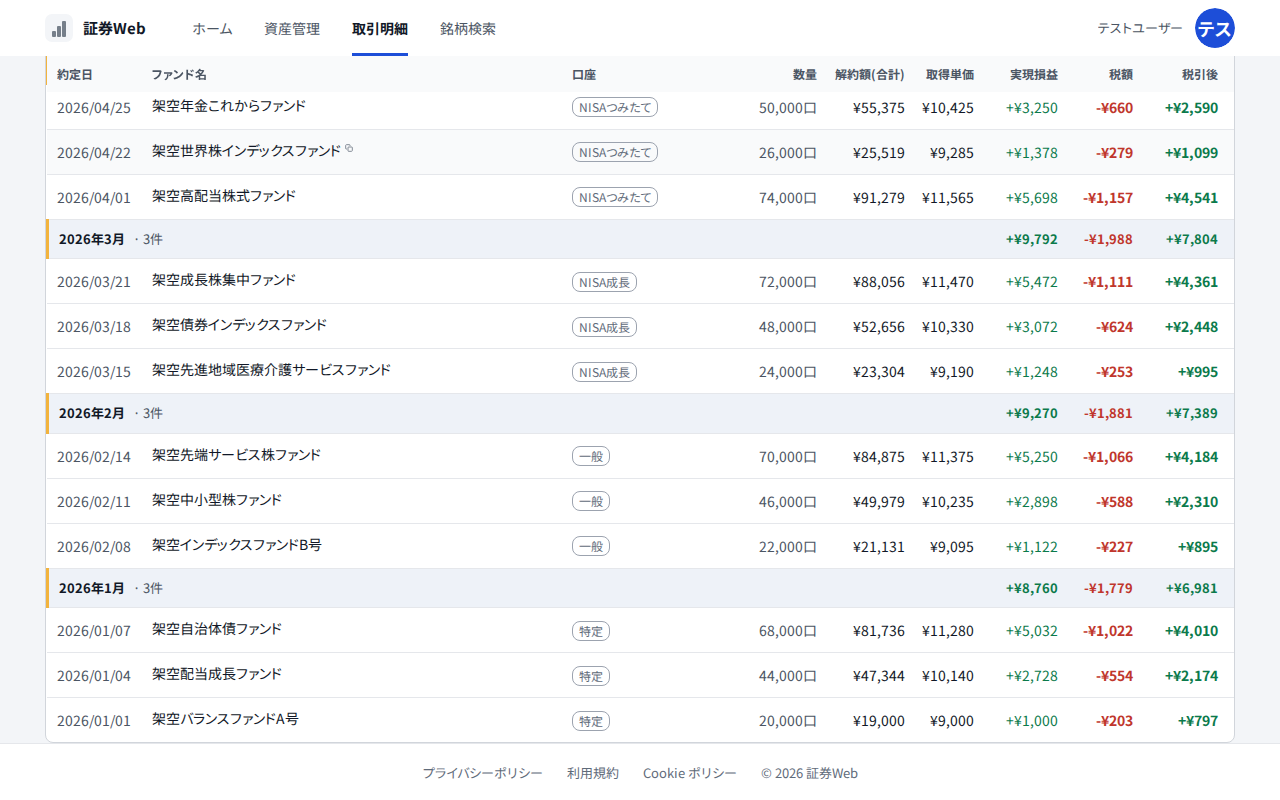 証券Web ホーム 資産管理 取引明細 銘柄検索 テストユーザー テス
約定日 ファンド名 口座 数量 解約額(合計) 取得単価 実現損益 税額 税引後
2026/04/25 架空年金これからファンド NISAつみたて 50,000口 ¥55,375 ¥10,425 +¥3,250 -¥660 +¥2,590
2026/04/22 架空世界株インデックスファンド NISAつみたて 26,000口 ¥25,519 ¥9,285 +¥1,378 -¥279 +¥1,099
2026/04/01 架空高配当株式ファンド NISAつみたて 74,000口 ¥91,279 ¥11,565 +¥5,698 -¥1,157 +¥4,541
2026年3月 · 3件 +¥9,792 -¥1,988 +¥7,804
2026/03/21 架空成長株集中ファンド NISA成長 72,000口 ¥88,056 ¥11,470 +¥5,472 -¥1,111 +¥4,361
2026/03/18 架空債券インデックスファンド NISA成長 48,000口 ¥52,656 ¥10,330 +¥3,072 -¥624 +¥2,448
2026/03/15 架空先進地域医療介護サービスファンド NISA成長 24,000口 ¥23,304 ¥9,190 +¥1,248 -¥253 +¥995
2026年2月 · 3件 +¥9,270 -¥1,881 +¥7,389
2026/02/14 架空先端サービス株ファンド 一般 70,000口 ¥84,875 ¥11,375 +¥5,250 -¥1,066 +¥4,184
2026/02/11 架空中小型株ファンド 一般 46,000口 ¥49,979 ¥10,235 +¥2,898 -¥588 +¥2,310
2026/02/08 架空インデックスファンドB号 一般 22,000口 ¥21,131 ¥9,095 +¥1,122 -¥227 +¥895
2026年1月 · 3件 +¥8,760 -¥1,779 +¥6,981
2026/01/07 架空自治体債ファンド 特定 68,000口 ¥81,736 ¥11,280 +¥5,032 -¥1,022 +¥4,010
2026/01/04 架空配当成長ファンド 特定 44,000口 ¥47,344 ¥10,140 +¥2,728 -¥554 +¥2,174
2026/01/01 架空バランスファンドA号 特定 20,000口 ¥19,000 ¥9,000 +¥1,000 -¥203 +¥797
プライバシーポリシー 利用規約 Cookie ポリシー © 2026 証券Web